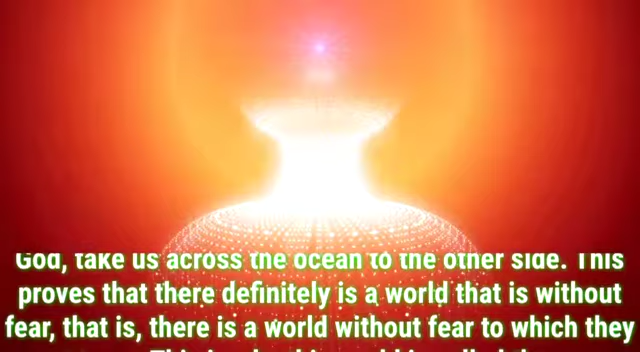 God, take us across the ocean to the other side. This
proves that there definitely is a world that is without
fear, that is, there is a world without fear to which they